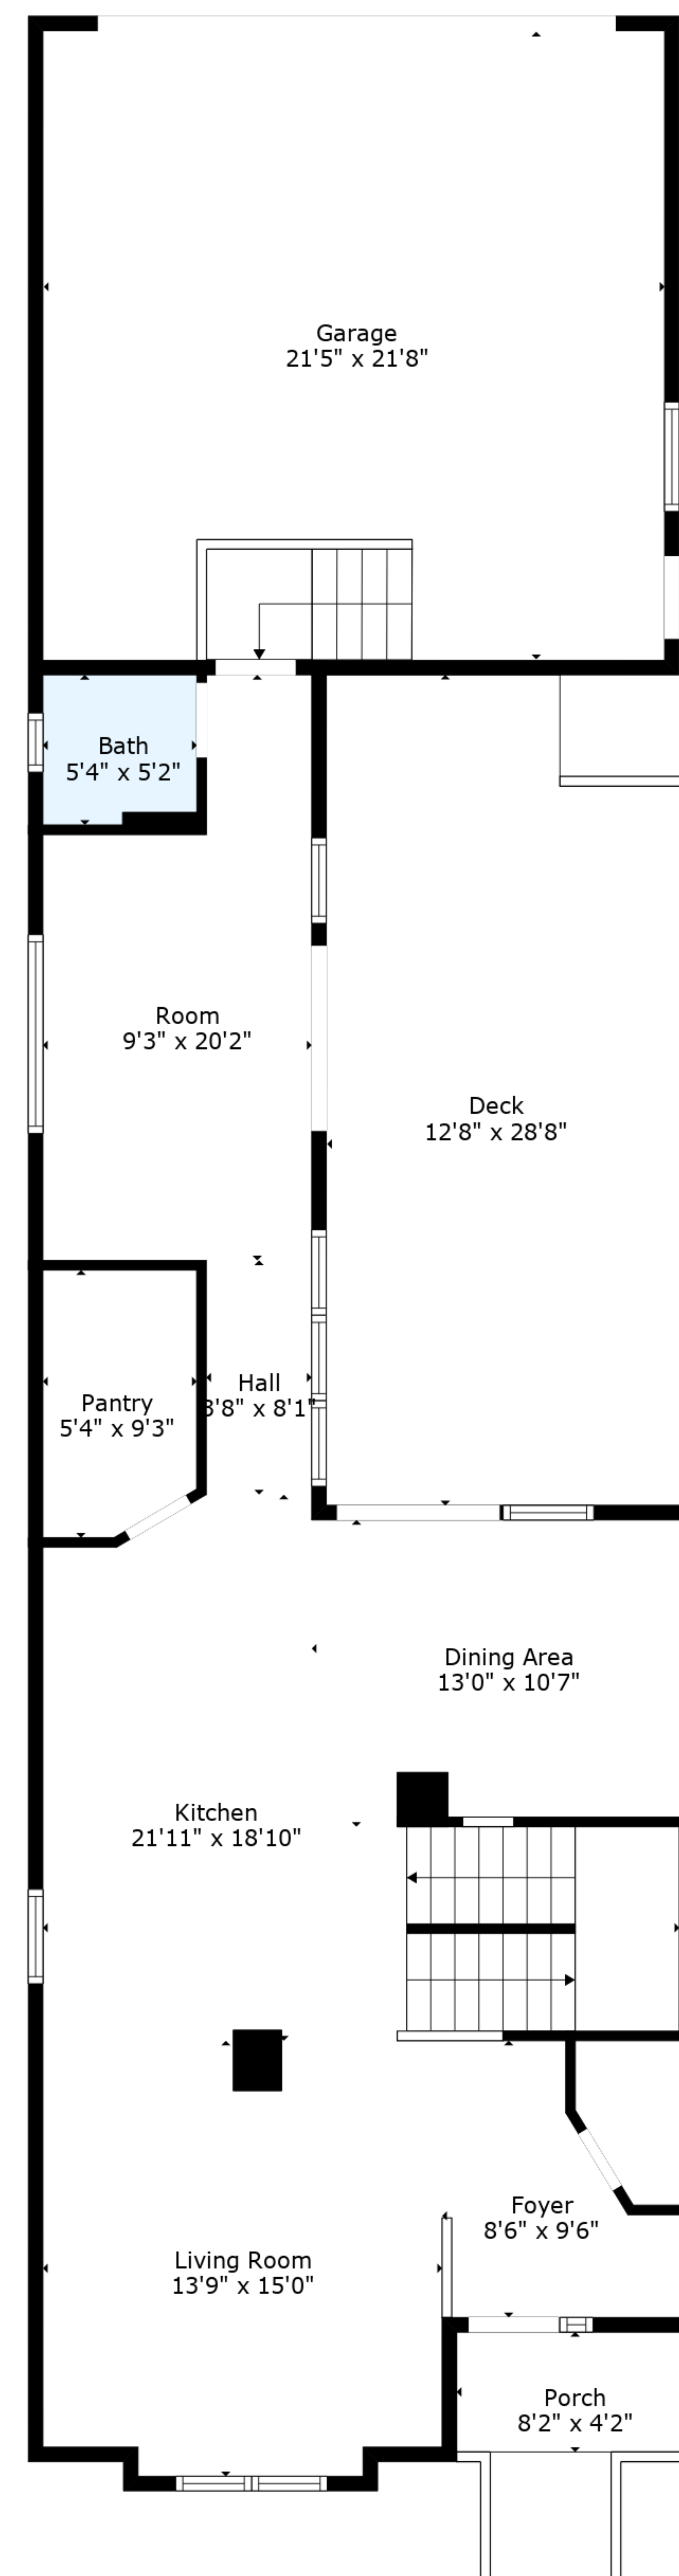 Garage
21'5" x 21'8"
Bath
5'4" x 5'2"
Room
9'3" x 20'2"
Deck
12'8" x 28'8"
Hall
3'8" x 8'1"
Pantry
5'4" x 9'3"
Dining Area
13'0" x 10'7"
Kitchen
21'11" x 18'10"
Foyer
8'6" x 9'6"
Living Room
13'9" x 15'0"
Porch
8'2" x 4'2"